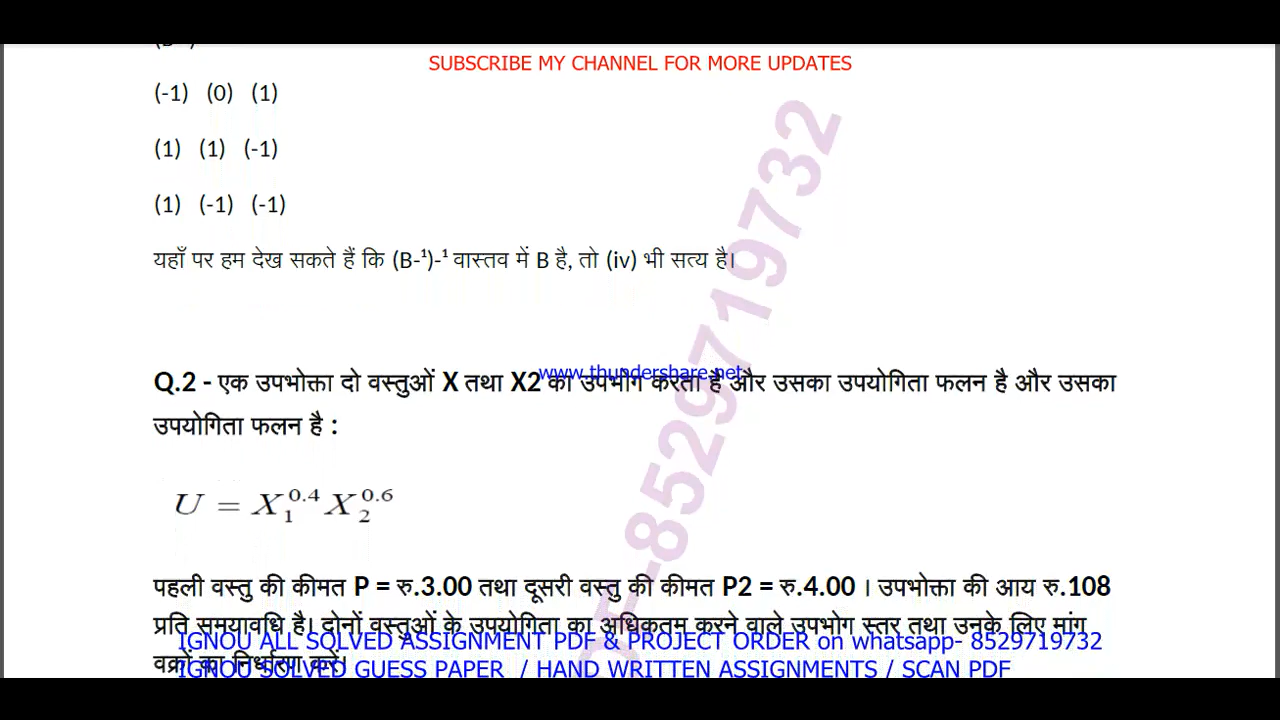 SUBSCRIBE MY CHANNEL FOR MORE UPDATES
(-1) (0) (1)
(1) (1) (-1)
(1) (-1) (-1)
यहाँ पर हम देख सकते हैं कि (B-¹)-¹ वास्तव में B है, तो (iv) भी सत्य है।
www.thundershare.net
Q.2 - एक उपभोक्ता दो वस्तुओं X तथा X2 का उपभोग करता है और उसका उपयोगिता फलन है और उसका
उपयोगिता फलन है :
U = X₁^0.4 X₂^0.6
पहली वस्तु की कीमत P = रु.3.00 तथा दूसरी वस्तु की कीमत P2 = रु.4.00 । उपभोक्ता की आय रु.108
प्रति समयावधि है। दोनों वस्तुओं के उपयोगिता का अधिकतम करने वाले उपभोग स्तर तथा उनके लिए मांग
IGNOU ALL SOLVED ASSIGNMENT PDF & PROJECT ORDER on whatsapp- 8529719732
वक्रों का निर्धारण करें।
IGNOU SOLVED GUESS PAPER / HAND WRITTEN ASSIGNMENTS / SCAN PDF
8529719732